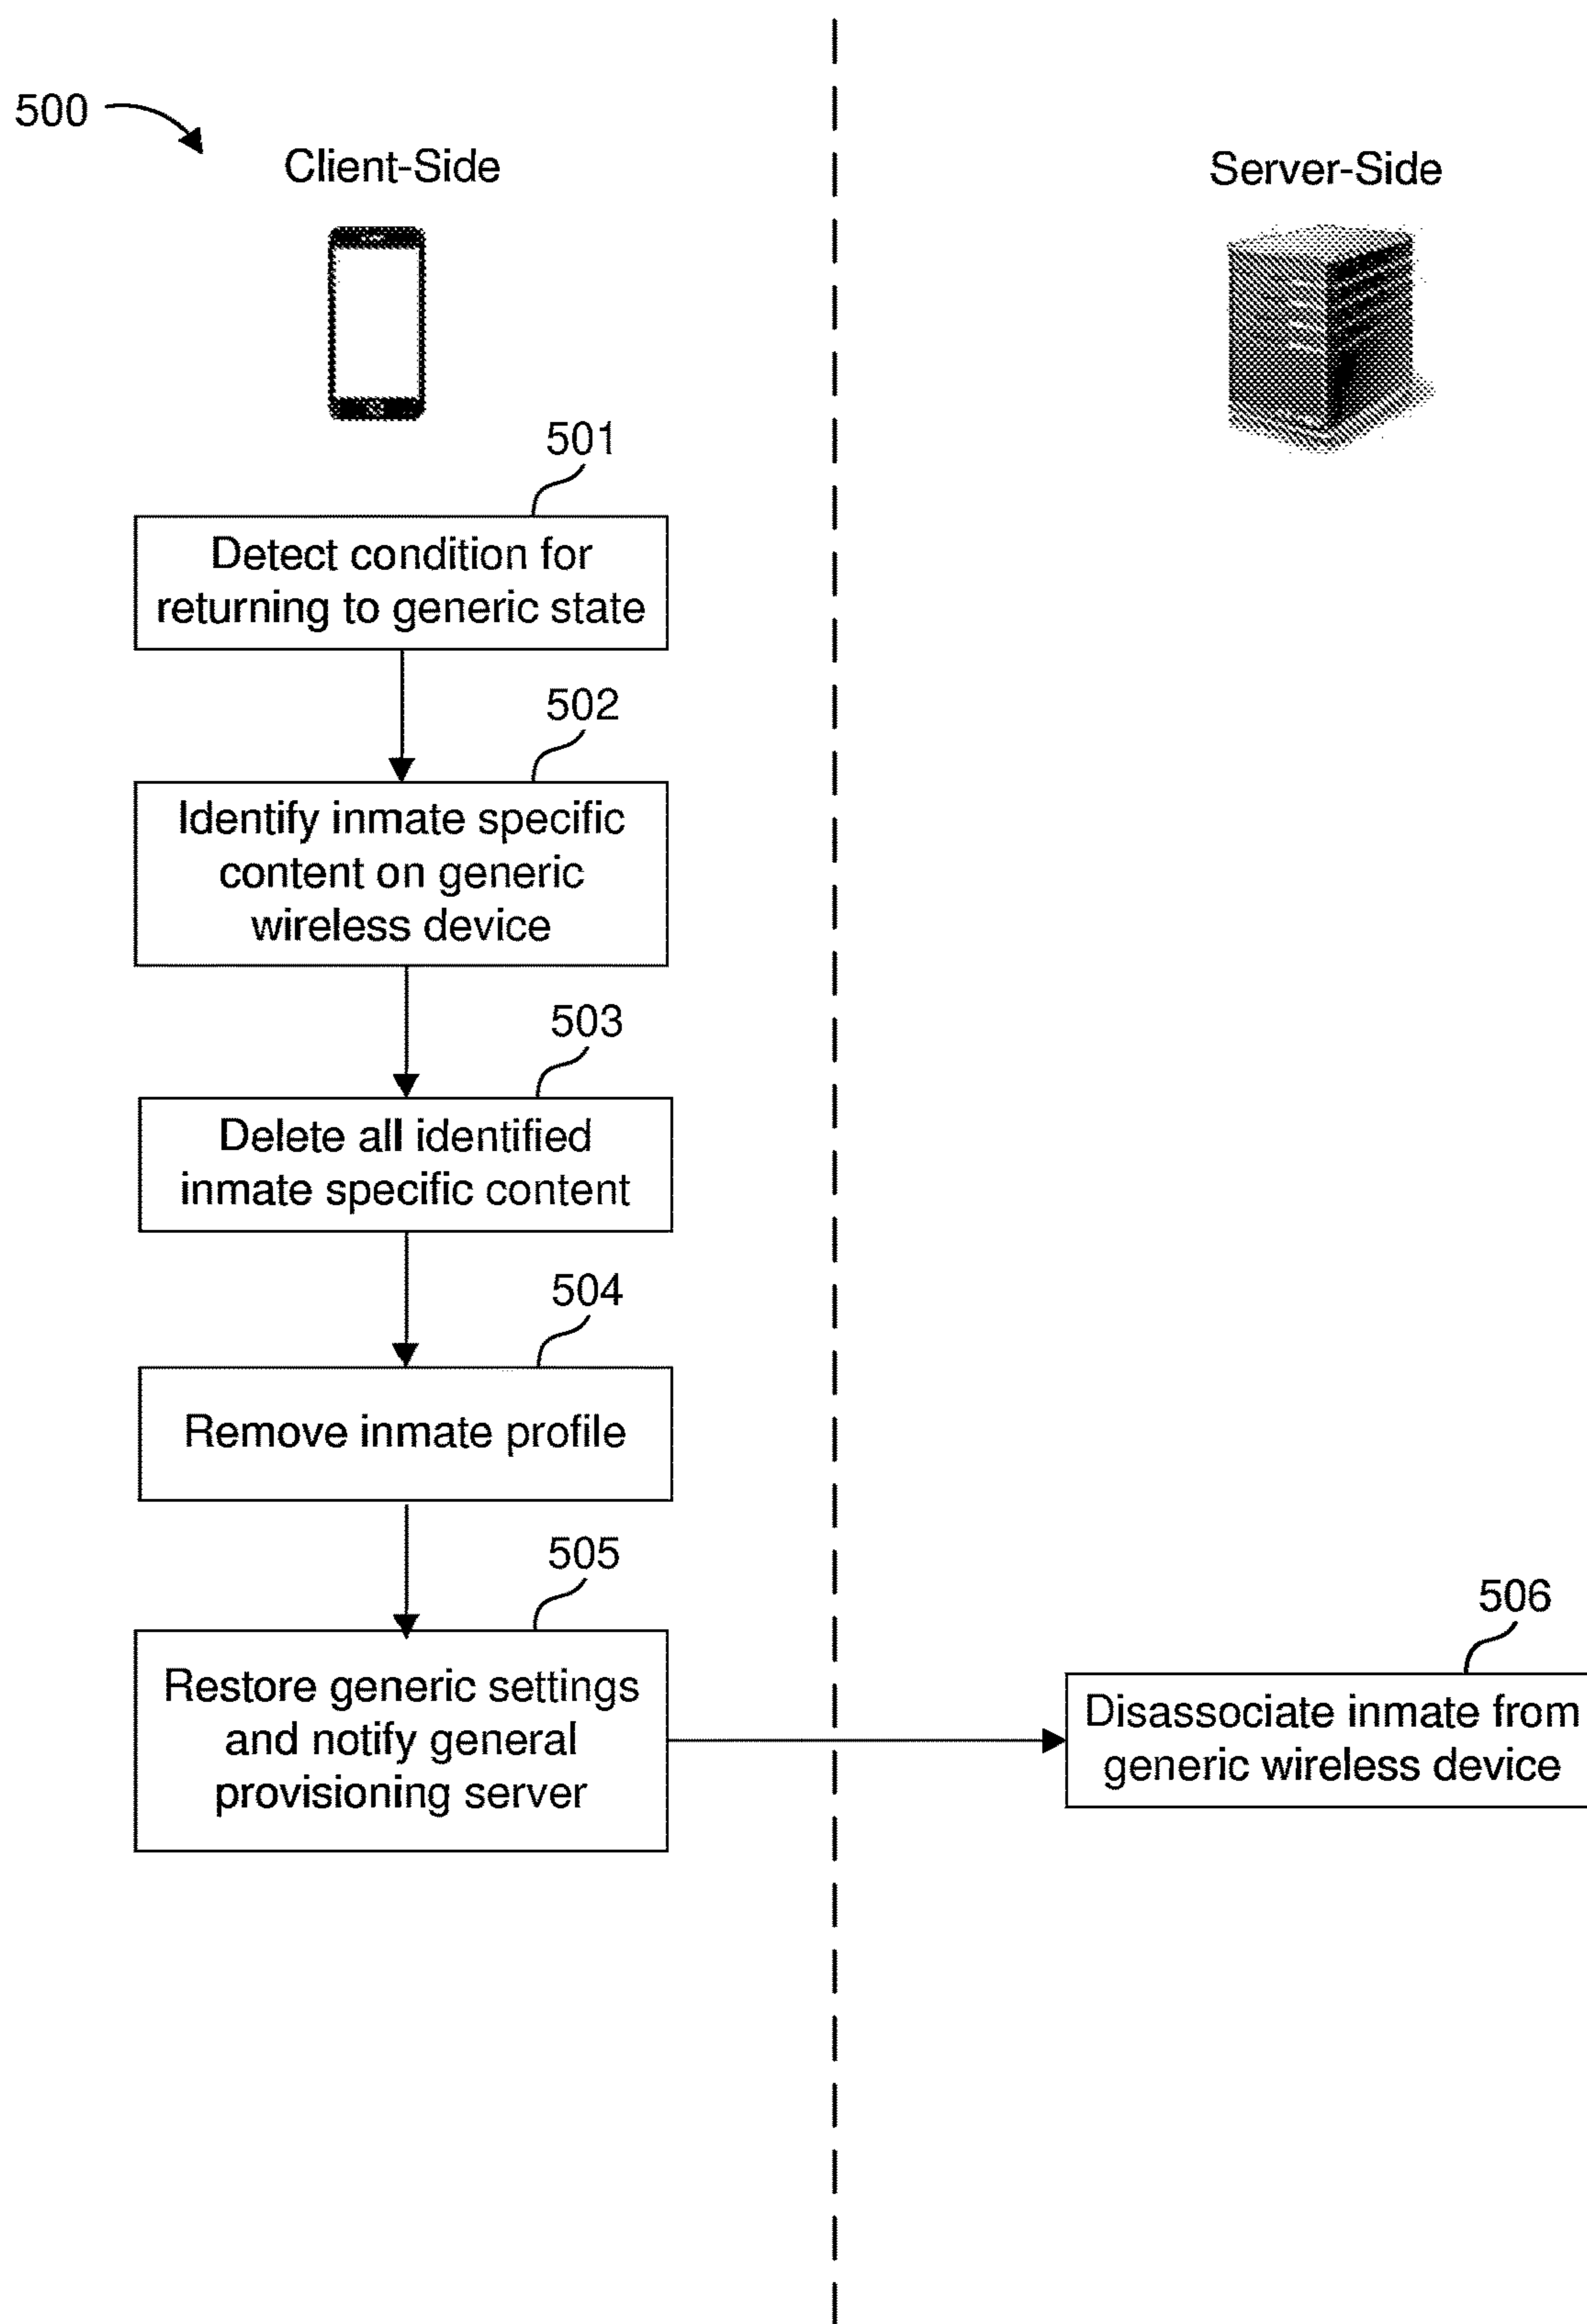 500
Client-Side
Server-Side
501
Detect condition for
returning to generic state
502
Identify inmate specific
content on generic
wireless device
503
Delete all identified
inmate specific content
504
Remove inmate profile
505
Restore generic settings
and notify general
provisioning server
506
Disassociate inmate from
generic wireless device